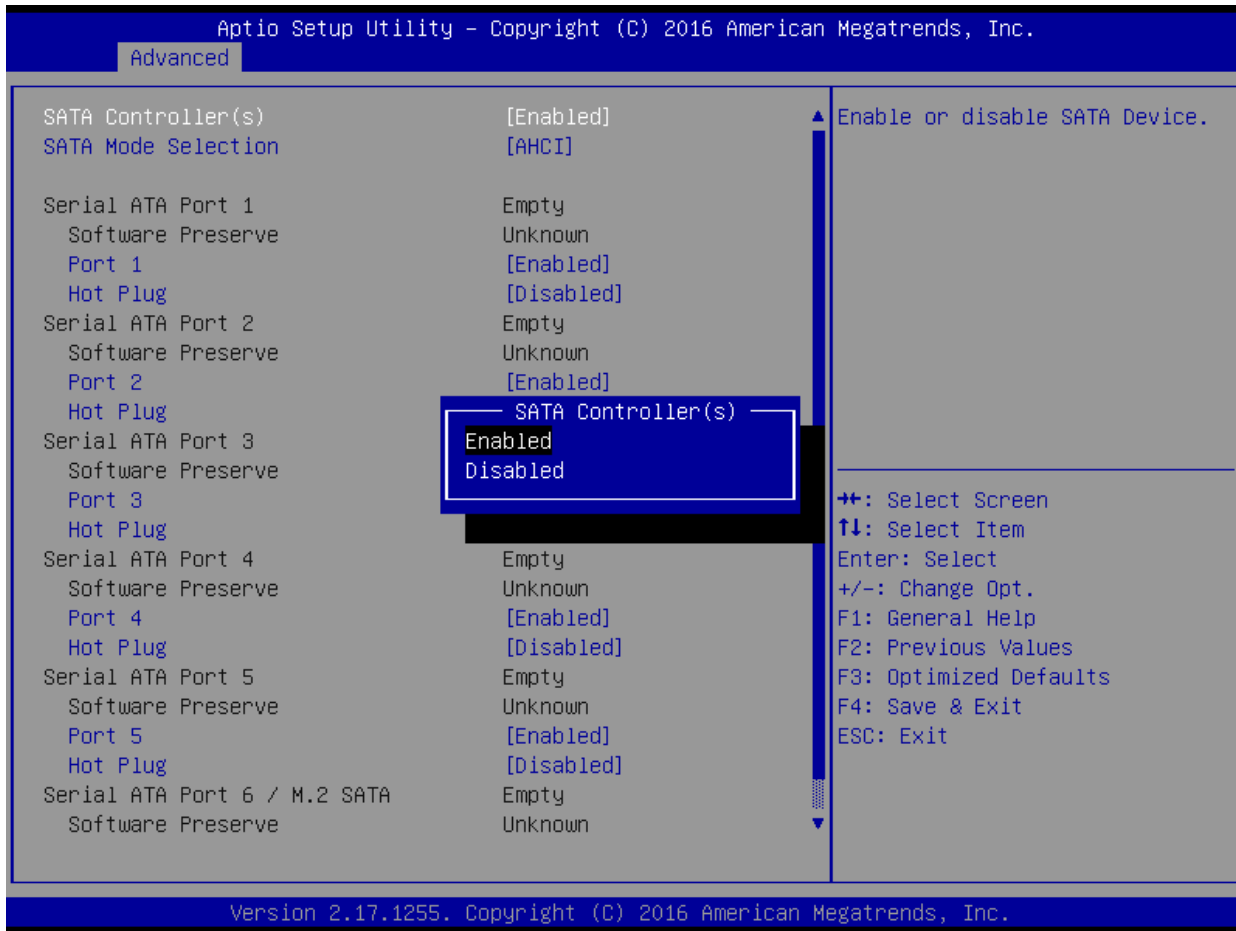 Aptio Setup Utility – Copyright (C) 2016 American Megatrends, Inc.
Advanced
SATA Controller(s) [Enabled]
SATA Mode Selection [AHCI]
Serial ATA Port 1 Empty
Software Preserve Unknown
Port 1 [Enabled]
Hot Plug [Disabled]
Serial ATA Port 2 Empty
Software Preserve Unknown
Port 2 [Enabled]
Hot Plug
Serial ATA Port 3
Software Preserve
Port 3
Hot Plug
Serial ATA Port 4 Empty
Software Preserve Unknown
Port 4 [Enabled]
Hot Plug [Disabled]
Serial ATA Port 5 Empty
Software Preserve Unknown
Port 5 [Enabled]
Hot Plug [Disabled]
Serial ATA Port 6 / M.2 SATA Empty
Software Preserve Unknown
SATA Controller(s)
Enabled
Disabled
Enable or disable SATA Device.
→←: Select Screen
↑↓: Select Item
Enter: Select
+/-: Change Opt.
F1: General Help
F2: Previous Values
F3: Optimized Defaults
F4: Save & Exit
ESC: Exit
Version 2.17.1255. Copyright (C) 2016 American Megatrends, Inc.